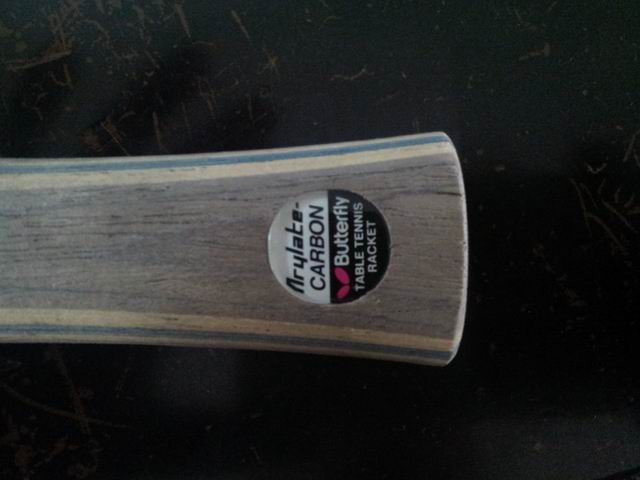 Arylate-
CARBON
Butterfly
TABLE TENNIS
RACKET